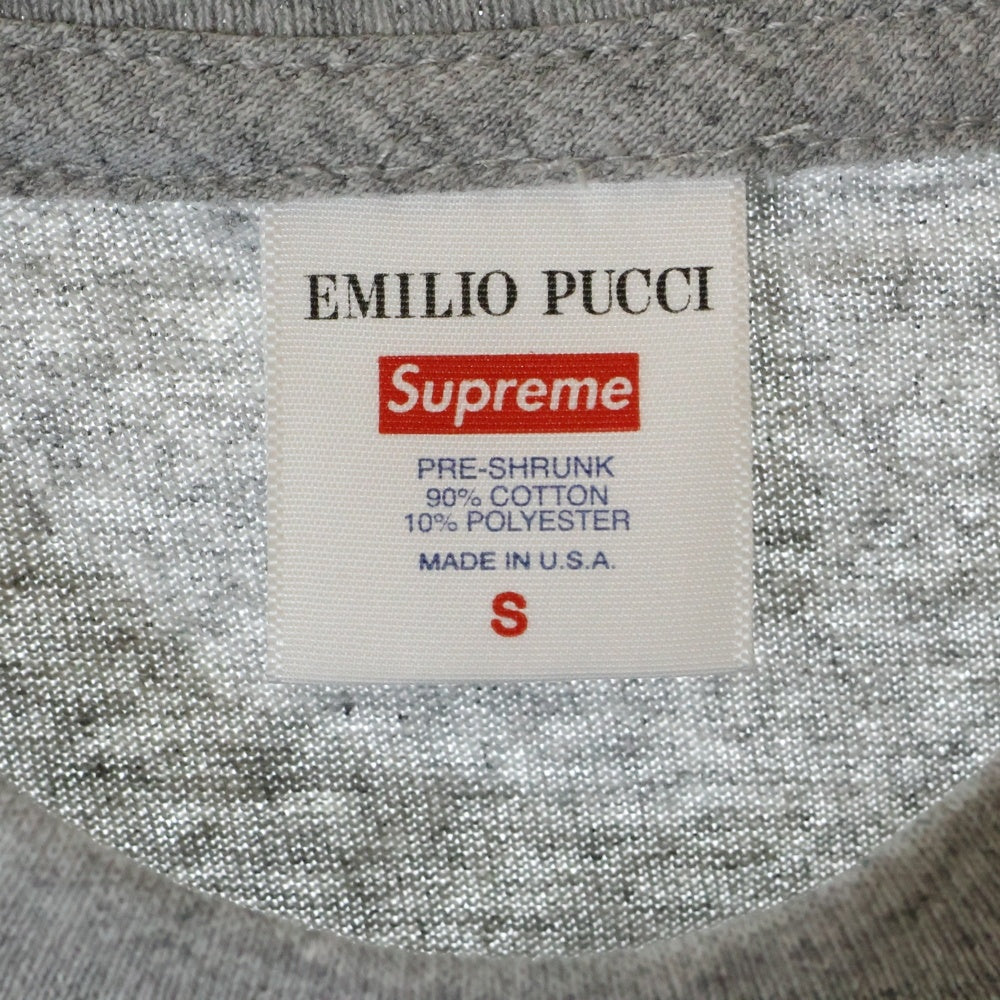 EMILIO PUCCI
Supreme
PRE-SHRUNK
90% COTTON
10% POLYESTER
MADE IN U.S.A.
S